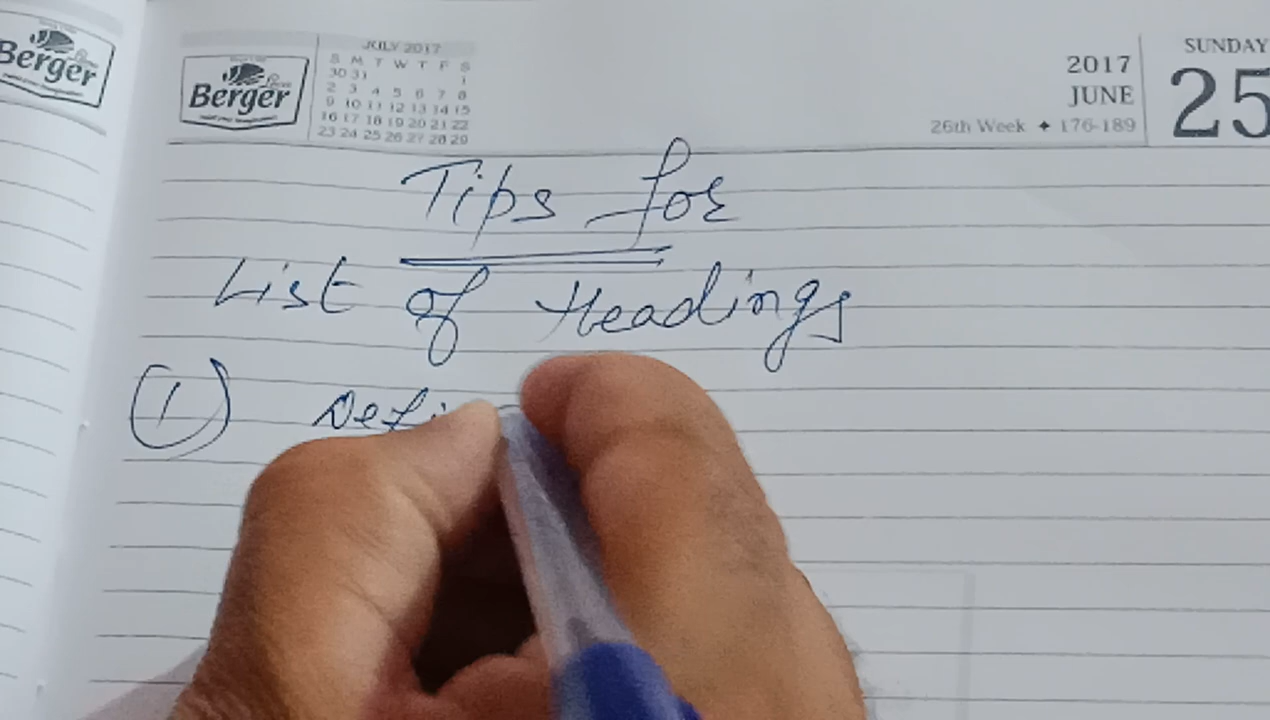 Berger
Berger
JULY 2017
S M T W T F S
30 31 1
2 3 4 5 6 7 8
9 10 11 12 13 14 15
16 17 18 19 20 21 22
23 24 25 26 27 28 29
2017
JUNE
26th Week ✦ 176-189
SUNDAY
25
Tips for
List of Headings
① Defi